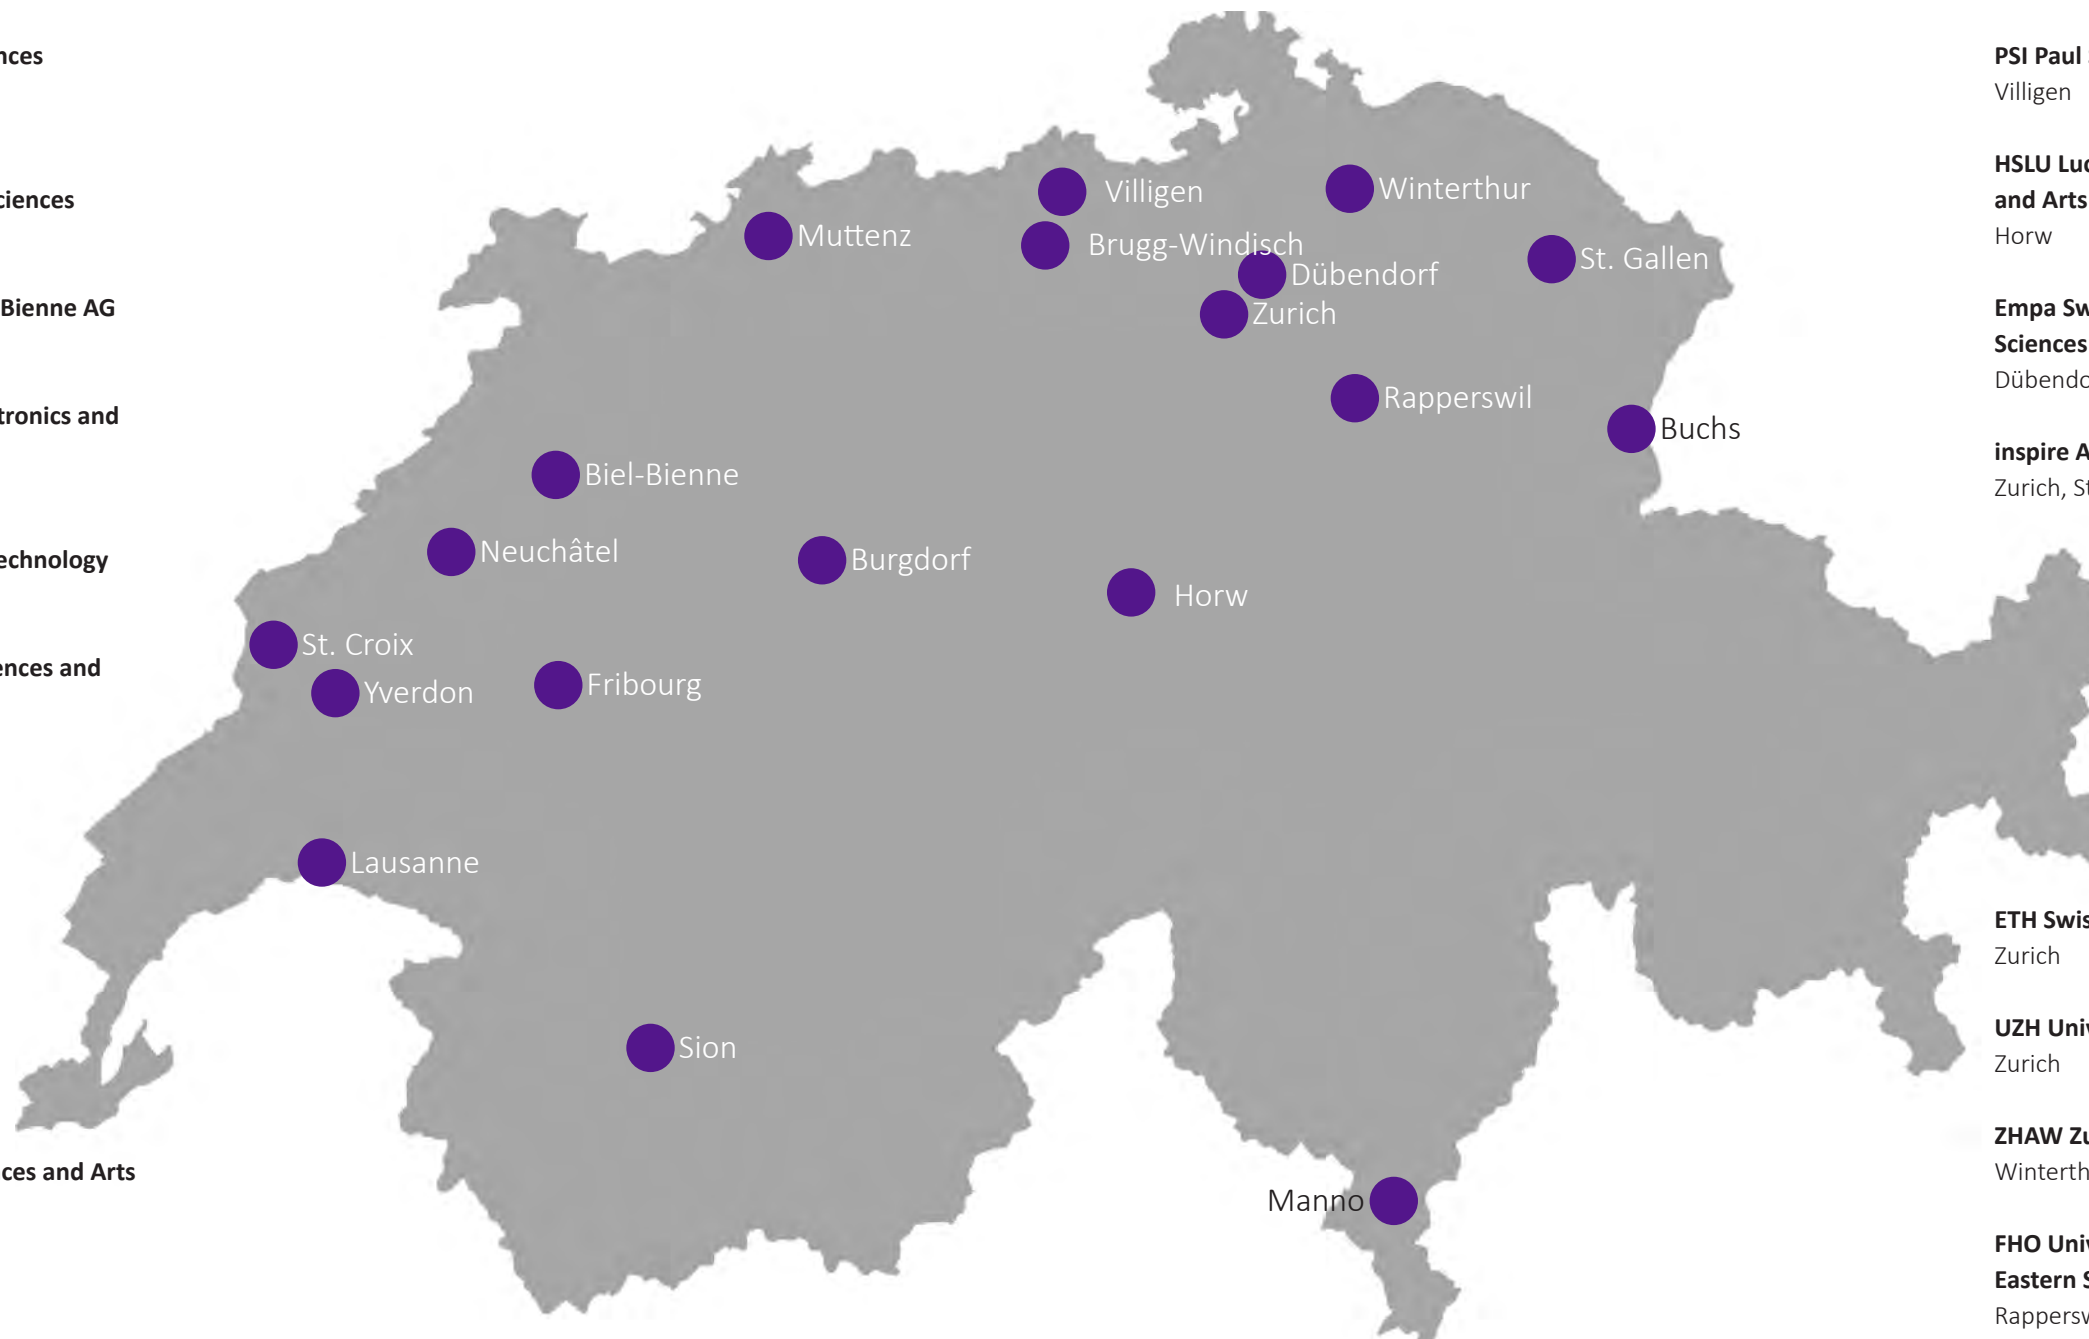 nces
ciences
Bienne AG
tronics and
echnology
ences and
ces and Arts
Villigen
Winterthur
Muttenz
Brugg-Windisch
St. Gallen
Dübendorf
Zurich
Rapperswil
Buchs
Biel-Bienne
Neuchâtel
Burgdorf
Horw
St. Croix
Yverdon
Fribourg
Lausanne
Sion
Manno
PSI Paul
Villigen
HSLU Luc
and Arts
Horw
Empa Sw
Sciences
Dübendo
inspire A
Zurich, St
ETH Swis
Zurich
UZH Univ
Zurich
ZHAW Zu
Winterth
FHO Univ
Eastern S
Rappersw